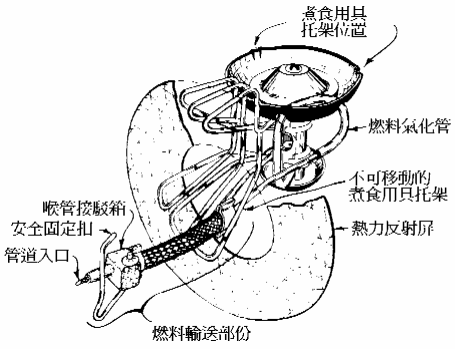 煮食用具
托架位置
燃料氣化管
不可移動的
煮食用具托架
喉管接駁箱
安全固定扣
熱力反射屏
管道入口
燃料輸送部份